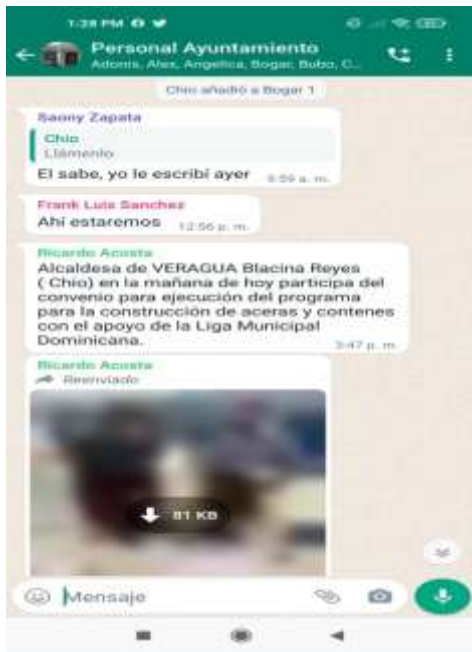 1:28 PM
Personal Ayuntamiento
Adonis, Alex, Angelica, Bogar, Bubo, C...
Chio añadió a Bogar 1
Saony Zapata
Chio
Llámenlo
El sabe, yo le escribí ayer 9:59 a. m.
Frank Luis Sanchez
Ahí estaremos 12:56 p. m.
Ricardo Acosta
Alcaldesa de VERAGUA Blacina Reyes
( Chio) en la mañana de hoy participa del
convenio para ejecución del programa
para la construcción de aceras y contenes
con el apoyo de la Liga Municipal
Dominicana. 3:47 p. m.
Ricardo Acosta
Reenviado
81 KB
Mensaje